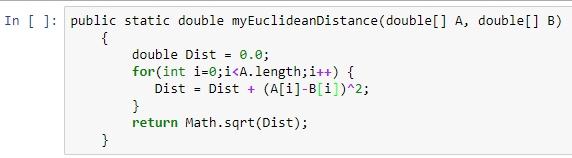 In [ ]: public static double myEuclideanDistance(double[] A, double[] B)
{
double Dist = 0.0;
for(int i=0;i<A.length;i++) {
Dist = Dist + (A[i]-B[i])^2;
}
return Math.sqrt(Dist);
}